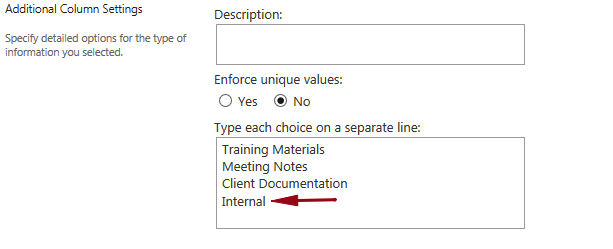 Additional Column Settings
Specify detailed options for the type of
information you selected.
Description:
Enforce unique values:
Yes No
Type each choice on a separate line:
Training Materials
Meeting Notes
Client Documentation
Internal